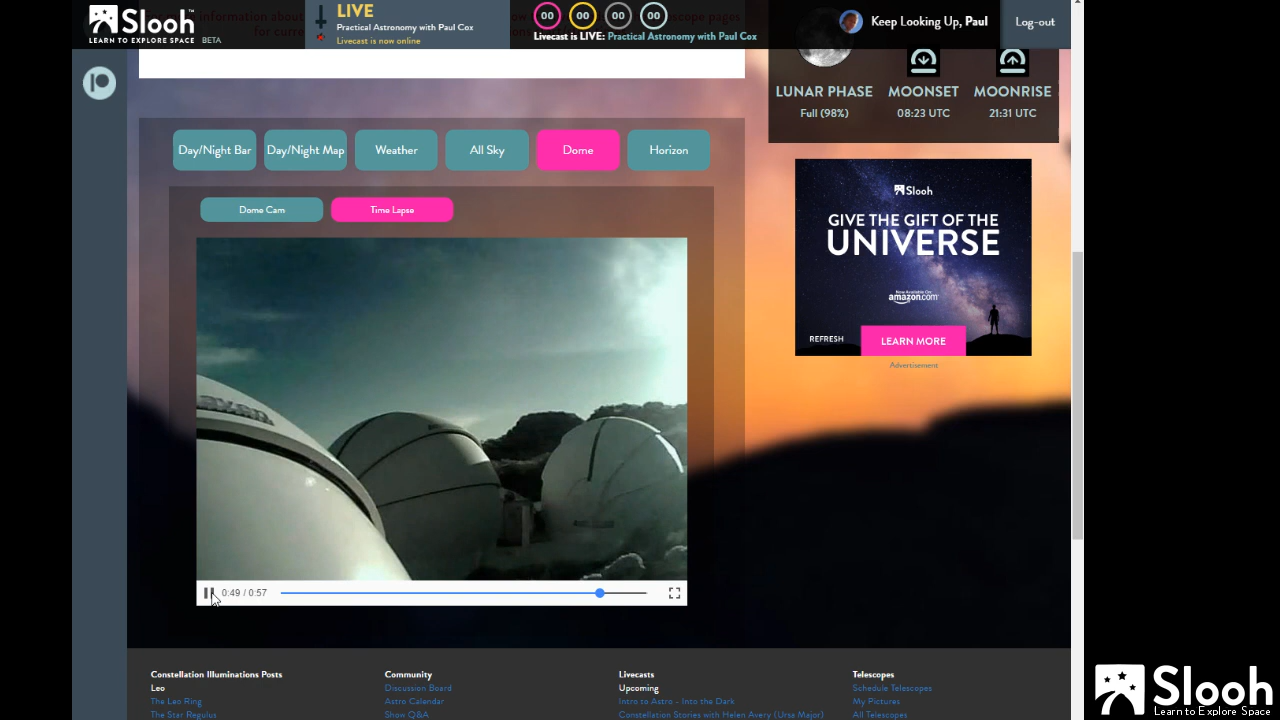 Slooh
LEARN TO EXPLORE SPACE BETA
LIVE
Practical Astronomy with Paul Cox
Livecast is now online
00 00 00 00
Livecast is LIVE: Practical Astronomy with Paul Cox
Keep Looking Up, Paul
Log-out
LUNAR PHASE
Full (98%)
MOONSET
08:23 UTC
MOONRISE
21:31 UTC
Day/Night Bar
Day/Night Map
Weather
All Sky
Dome
Horizon
Dome Cam
Time Lapse
0:49 / 0:57
Slooh
GIVE THE GIFT OF THE
UNIVERSE
Now Available On
amazon.com
REFRESH
LEARN MORE
Advertisement
Constellation Illuminations Posts
Leo
The Leo Ring
The Star Regulus
Community
Discussion Board
Astro Calendar
Show Q&A
Livecasts
Upcoming
Intro to Astro - Into the Dark
Constellation Stories with Helen Avery (Ursa Major)
Telescopes
Schedule Telescopes
My Pictures
All Telescopes
Slooh
Learn to Explore Space